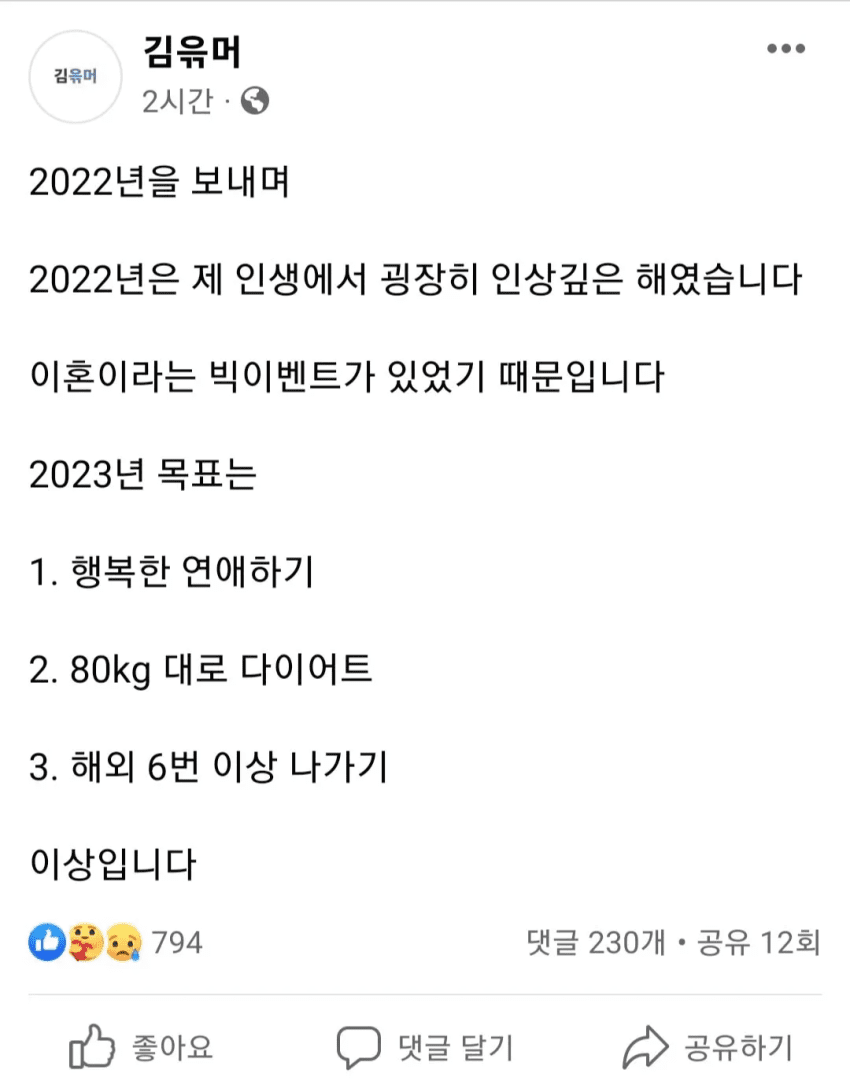 김윾머
김윾머
2시간 ·
2022년을 보내며
2022년은 제 인생에서 굉장히 인상깊은 해였습니다
이혼이라는 빅이벤트가 있었기 때문입니다
2023년 목표는
1. 행복한 연애하기
2. 80kg 대로 다이어트
3. 해외 6번 이상 나가기
이상입니다
794 댓글 230개 • 공유 12회
좋아요 댓글 달기 공유하기